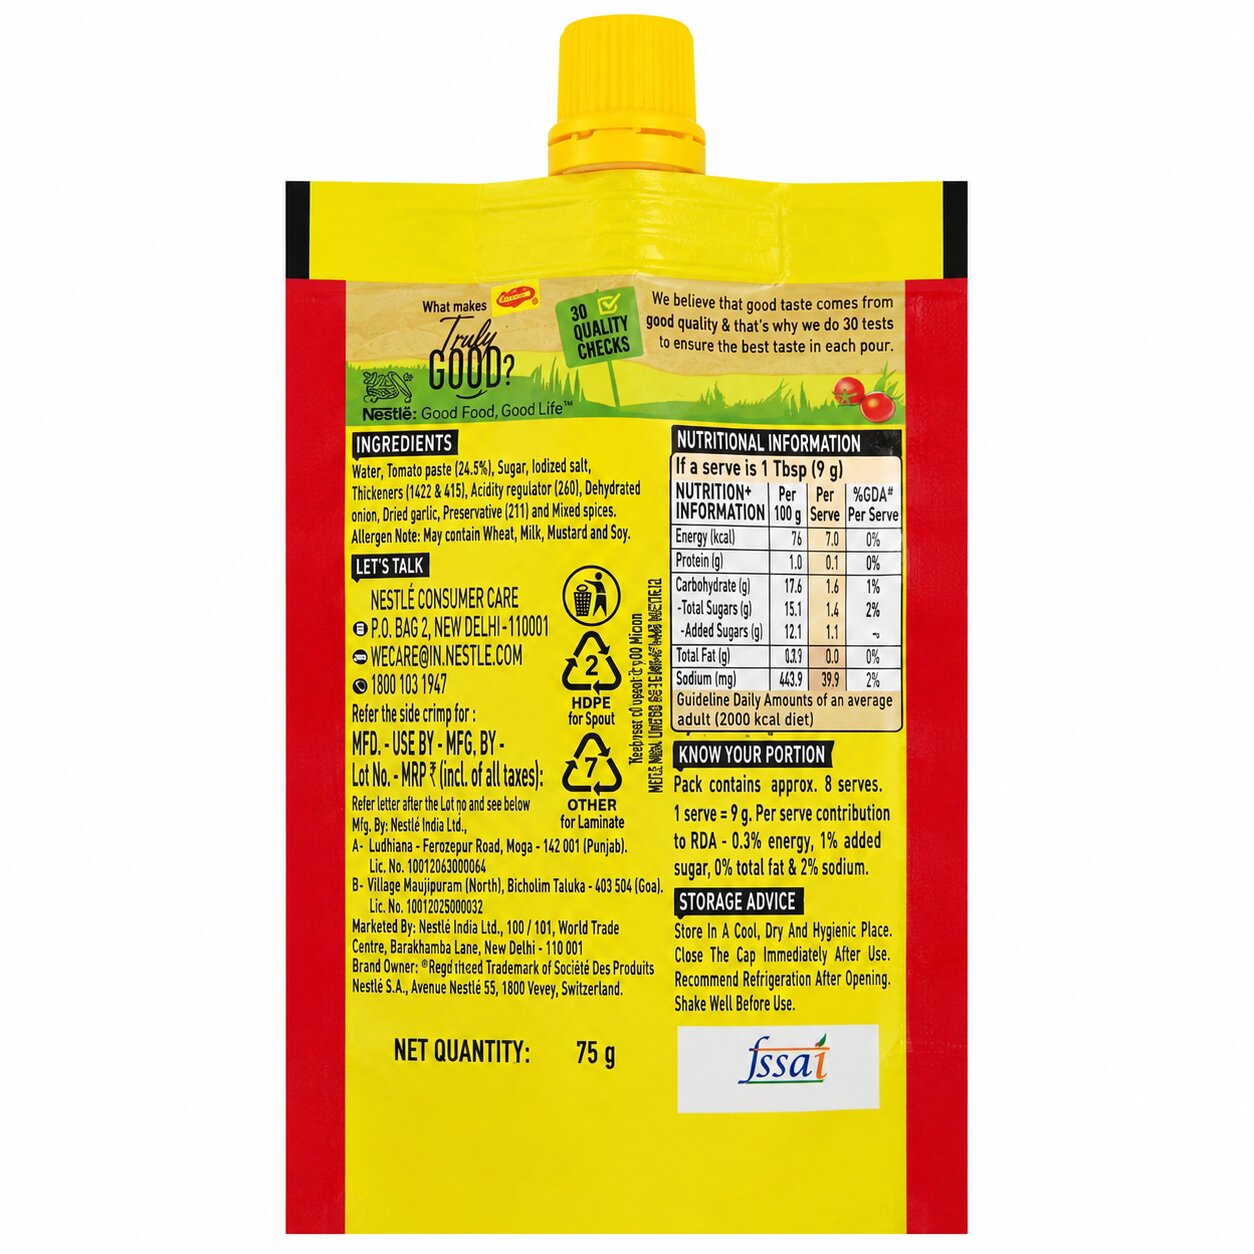 What makes
Truly
GOOD?
Nestlé: Good Food, Good Life™
30
QUALITY
CHECKS
We believe that good taste comes from
good quality & that's why we do 30 tests
to ensure the best taste in each pour.
INGREDIENTS
Water, Tomato paste (24.5%), Sugar, Iodized salt,
Thickeners (1422 & 415), Acidity regulator (260), Dehydrated
onion, Dried garlic, Preservative (211) and Mixed spices.
Allergen Note: May contain Wheat, Milk, Mustard and Soy.
LET'S TALK
NESTLÉ CONSUMER CARE
P.O. BAG 2, NEW DELHI-110001
WECARE@IN.NESTLE.COM
1800 103 1947
Refer the side crimp for :
MFD. - USE BY - MFG, BY -
Lot No. - MRP ₹ (incl. of all taxes):
Refer letter after the Lot no and see below
Mfg. By: Nestlé India Ltd.,
A- Ludhiana - Ferozepur Road, Moga - 142 001 (Punjab).
Lic. No. 10012063000064
B- Village Maujipuram (North), Bicholim Taluka - 403 504 (Goa).
Lic. No. 10012025000032
Marketed By: Nestlé India Ltd., 100 / 101, World Trade
Centre, Barakhamba Lane, New Delhi - 110 001
Brand Owner: ® Trademark of Société Des Produits
Nestlé S.A., Avenue Nestlé 55, 1800 Vevey, Switzerland.
NET QUANTITY: 75 g
2
HDPE
for Spout
7
OTHER
for Laminate
Micron
NUTRITIONAL INFORMATION
If a serve is 1 Tbsp (9 g)
NUTRITION+ INFORMATION Per 100 g Per Serve %GDA# Per Serve
Energy (kcal) 76 7.0 0%
Protein (g) 1.0 0.1 0%
Carbohydrate (g) 17.6 1.6 1%
-Total Sugars (g) 15.1 1.4 2%
-Added Sugars (g) 12.1 1.1
Total Fat (g) 0.0 0%
Sodium (mg) 443.9 39.9 2%
Guideline Daily Amounts of an average
adult (2000 kcal diet)
KNOW YOUR PORTION
Pack contains approx. 8 serves.
1 serve = 9 g. Per serve contribution
to RDA - 0.3% energy, 1% added
sugar, 0% total fat & 2% sodium.
STORAGE ADVICE
Store In A Cool, Dry And Hygienic Place.
Close The Cap Immediately After Use.
Recommend Refrigeration After Opening.
Shake Well Before Use.
fssai